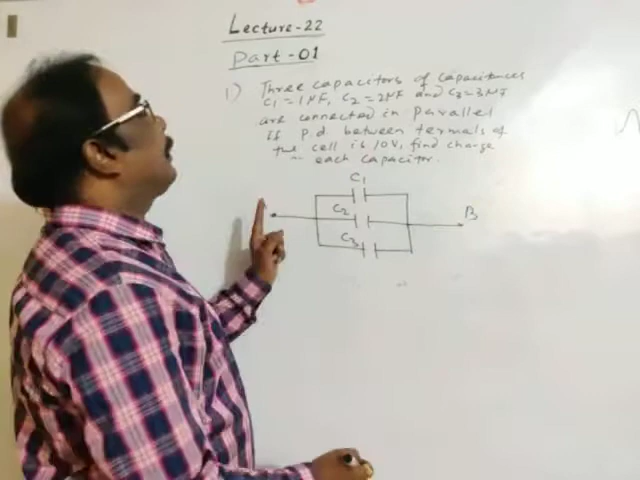 Lecture-22
Part-01
1) Three capacitors of capacitances
C1 = 1μF, C2 = 2μF and C3 = 3μF
are connected in parallel
If p.d between termals of
the cell is 10V, find charge
on each capacitor.
C1
C2
B
C3